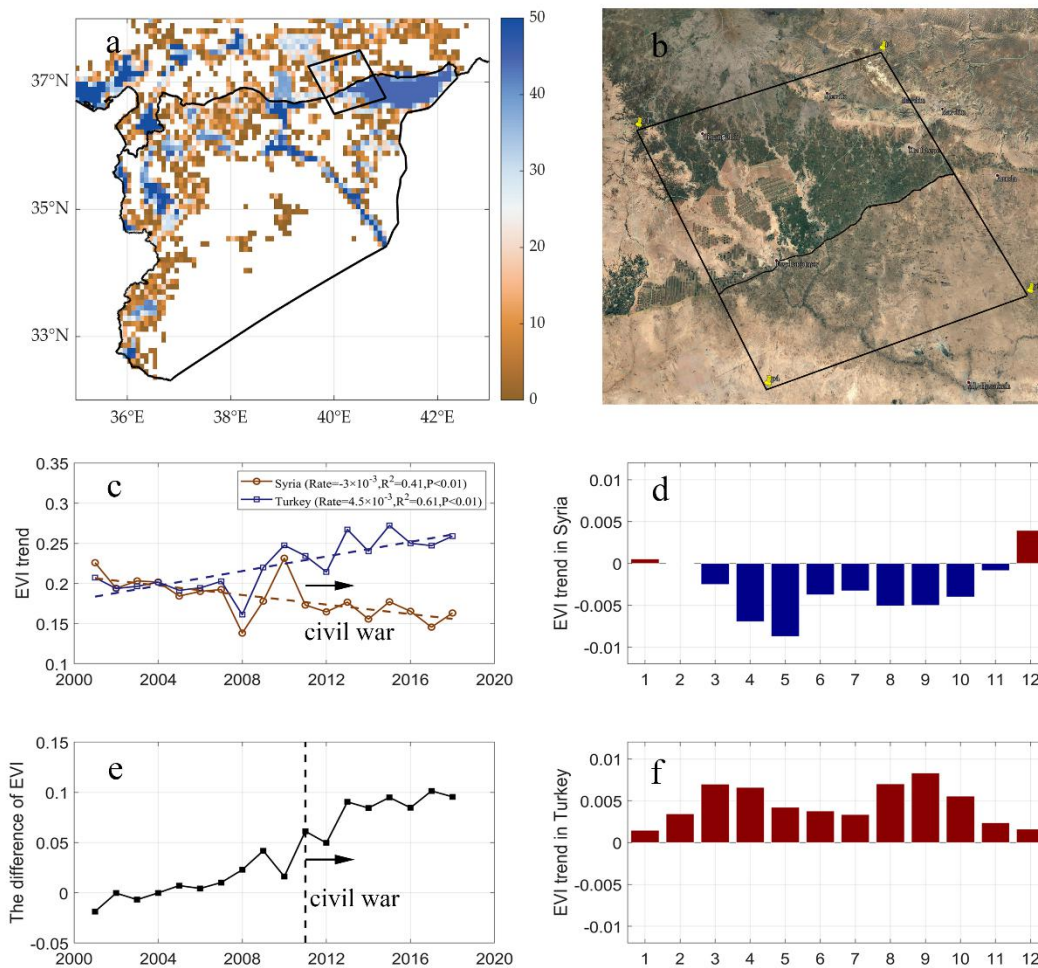 a
50
40
30
20
10
0
37°N
35°N
33°N
36°E 38°E 40°E 42°E
b
c
Syria (Rate=-3×10⁻³,R²=0.41,P<0.01)
Turkey (Rate=4.5×10⁻³,R²=0.61,P<0.01)
EVI trend
0.35
0.3
0.25
0.2
0.15
0.1
civil war
2000 2004 2008 2012 2016 2020
d
EVI trend in Syria
0.01
0.005
0
-0.005
-0.01
1 2 3 4 5 6 7 8 9 10 11 12
e
The difference of EVI
0.15
0.1
0.05
0
-0.05
civil war
2000 2004 2008 2012 2016 2020
f
EVI trend in Turkey
0.01
0.005
0
-0.005
-0.01
1 2 3 4 5 6 7 8 9 10 11 12